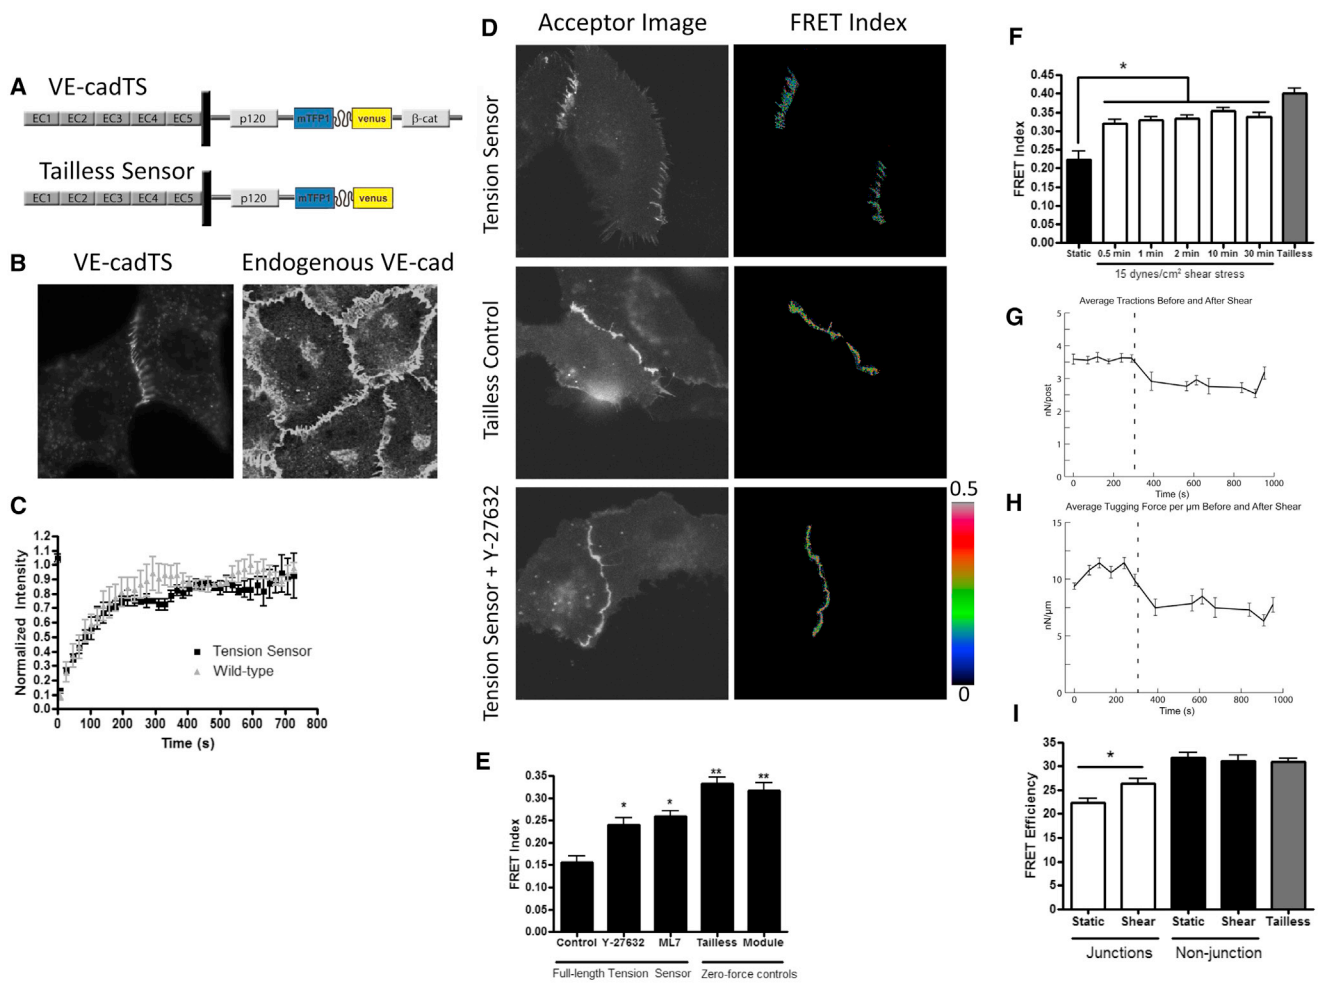 A
VE-cadTS
EC1 EC2 EC3 EC4 EC5 p120 mTFP1 venus β-cat
Tailless Sensor
EC1 EC2 EC3 EC4 EC5 p120 mTFP1 venus
B
VE-cadTS
Endogenous VE-cad
C
Normalized Intensity
1.2
1.1
1.0
0.9
0.8
0.7
0.6
0.5
0.4
0.3
0.2
0.1
0.0
0 100 200 300 400 500 600 700 800
Time (s)
Tension Sensor
Wild-type
D
Acceptor Image
FRET Index
Tension Sensor
Tailless Control
Tension Sensor + Y-27632
0.5
0
E
FRET Index
0.35
0.30
0.25
0.20
0.15
0.10
0.05
0.00
* * ** **
Control Y-27632 ML7 Tailless Module
Full-length Tension Sensor
Zero-force controls
F
FRET Index
0.45
0.40
0.35
0.30
0.25
0.20
0.15
0.10
0.05
0.00
*
Static 0.5 min 1 min 2 min 10 min 30 min Tailless
15 dynes/cm² shear stress
G
Average Tractions Before and After Shear
nN/post
5
4
3
2
1
0
0 200 400 600 800 1000
Time (s)
H
Average Tugging Force per µm Before and After Shear
nN/µm
15
10
5
0
0 200 400 600 800 1000
Time (s)
I
FRET Efficiency
35
30
25
20
15
10
5
0
*
Static Shear Static Shear Tailless
Junctions
Non-junction